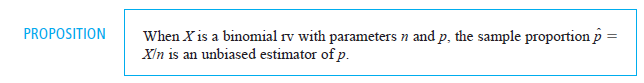 PROPOSITION
When X is a binomial rv with parameters n and p, the sample proportion p̂ =
X/n is an unbiased estimator of p.